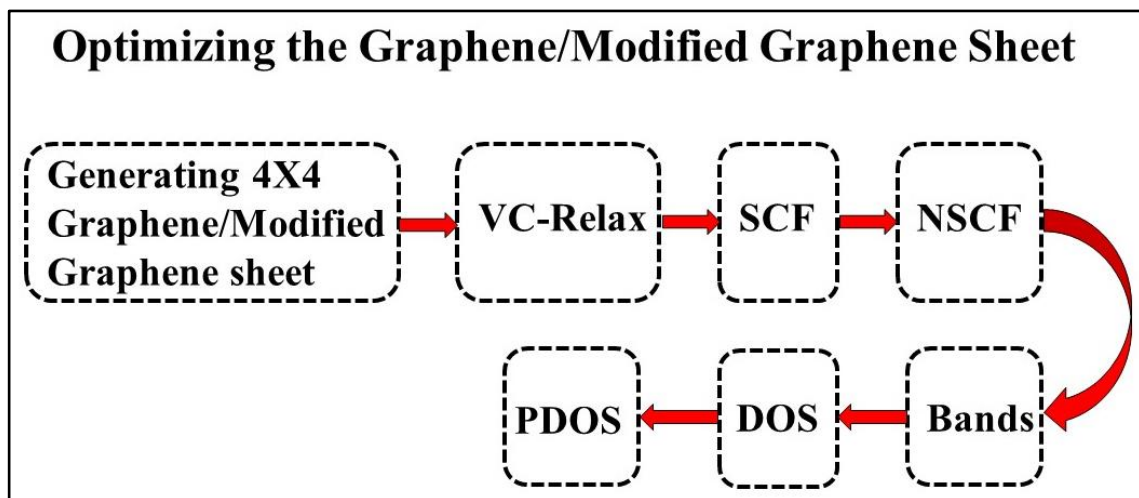 Optimizing the Graphene/Modified Graphene Sheet
Generating 4X4
Graphene/Modified
Graphene sheet
VC-Relax
SCF
NSCF
Bands
DOS
PDOS